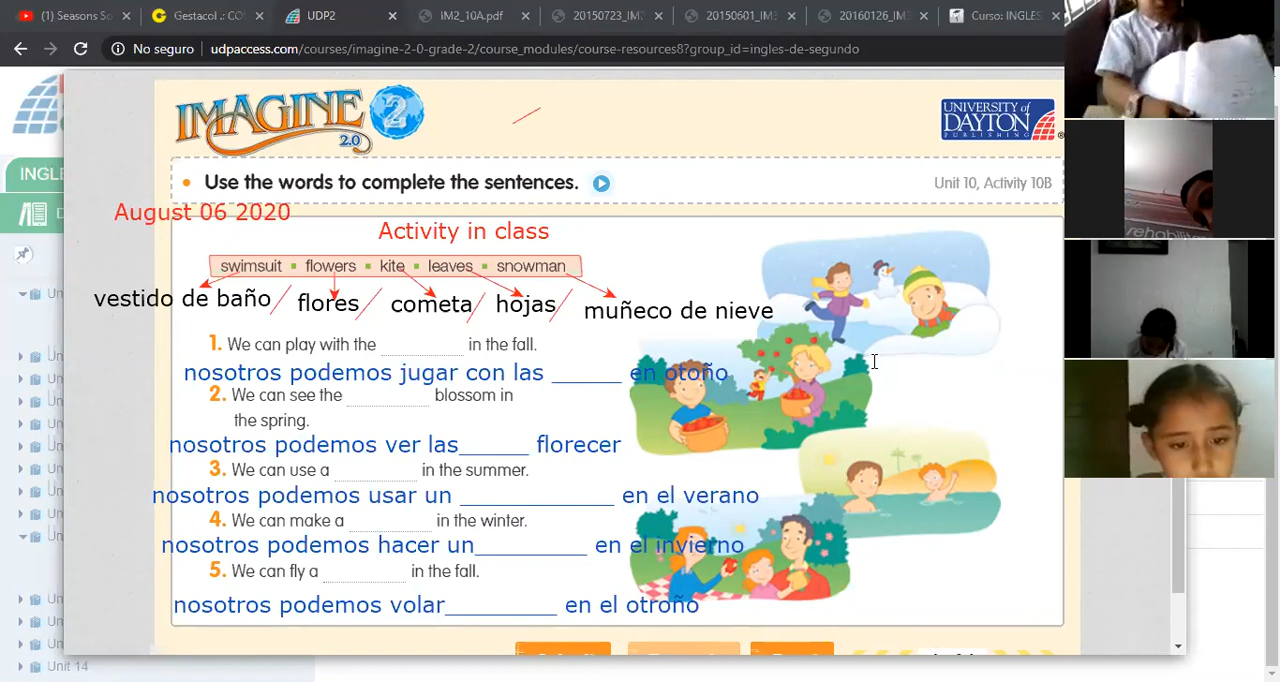 (1) Seasons So
Gestacol .: CO
UDP2
IM2_10A.pdf
20150723_IM
20150601_IM
20160126_IM
Curso: INGLES
No seguro
udpaccess.com/courses/imagine-2-0-grade-2/course_modules/course-resources8?group_id=ingles-de-segundo
IMAGINE 2
2.0
UNIVERSITY of
DAYTON
PUBLISHING
INGLE
D
• Use the words to complete the sentences.
Unit 10, Activity 10B
August 06 2020
Activity in class
swimsuit ▪ flowers ▪ kite ▪ leaves ▪ snowman
vestido de baño / flores / cometa / hojas / muñeco de nieve
1. We can play with the ________ in the fall.
nosotros podemos jugar con las ______ en otoño
2. We can see the ________ blossom in
the spring.
nosotros podemos ver las______ florecer
3. We can use a ________ in the summer.
nosotros podemos usar un _____________ en el verano
4. We can make a ________ in the winter.
nosotros podemos hacer un__________ en el invierno
5. We can fly a ________ in the fall.
nosotros podemos volar__________ en el otroño
Unit 14